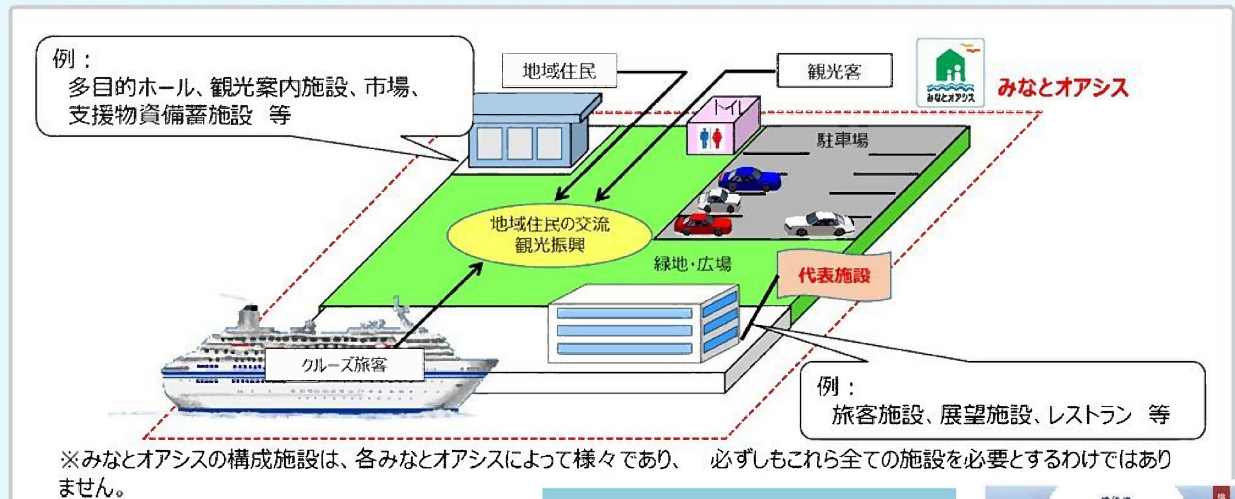 例：
多目的ホール、観光案内施設、市場、
支援物資備蓄施設 等
地域住民
観光客
みなとオアシス
みなとオアシス
トイレ
駐車場
地域住民の交流
観光振興
緑地・広場
代表施設
クルーズ旅客
例：
旅客施設、展望施設、レストラン 等
※みなとオアシスの構成施設は、各みなとオアシスによって様々であり、 必ずしもこれら全ての施設を必要とするわけではあり
ません。